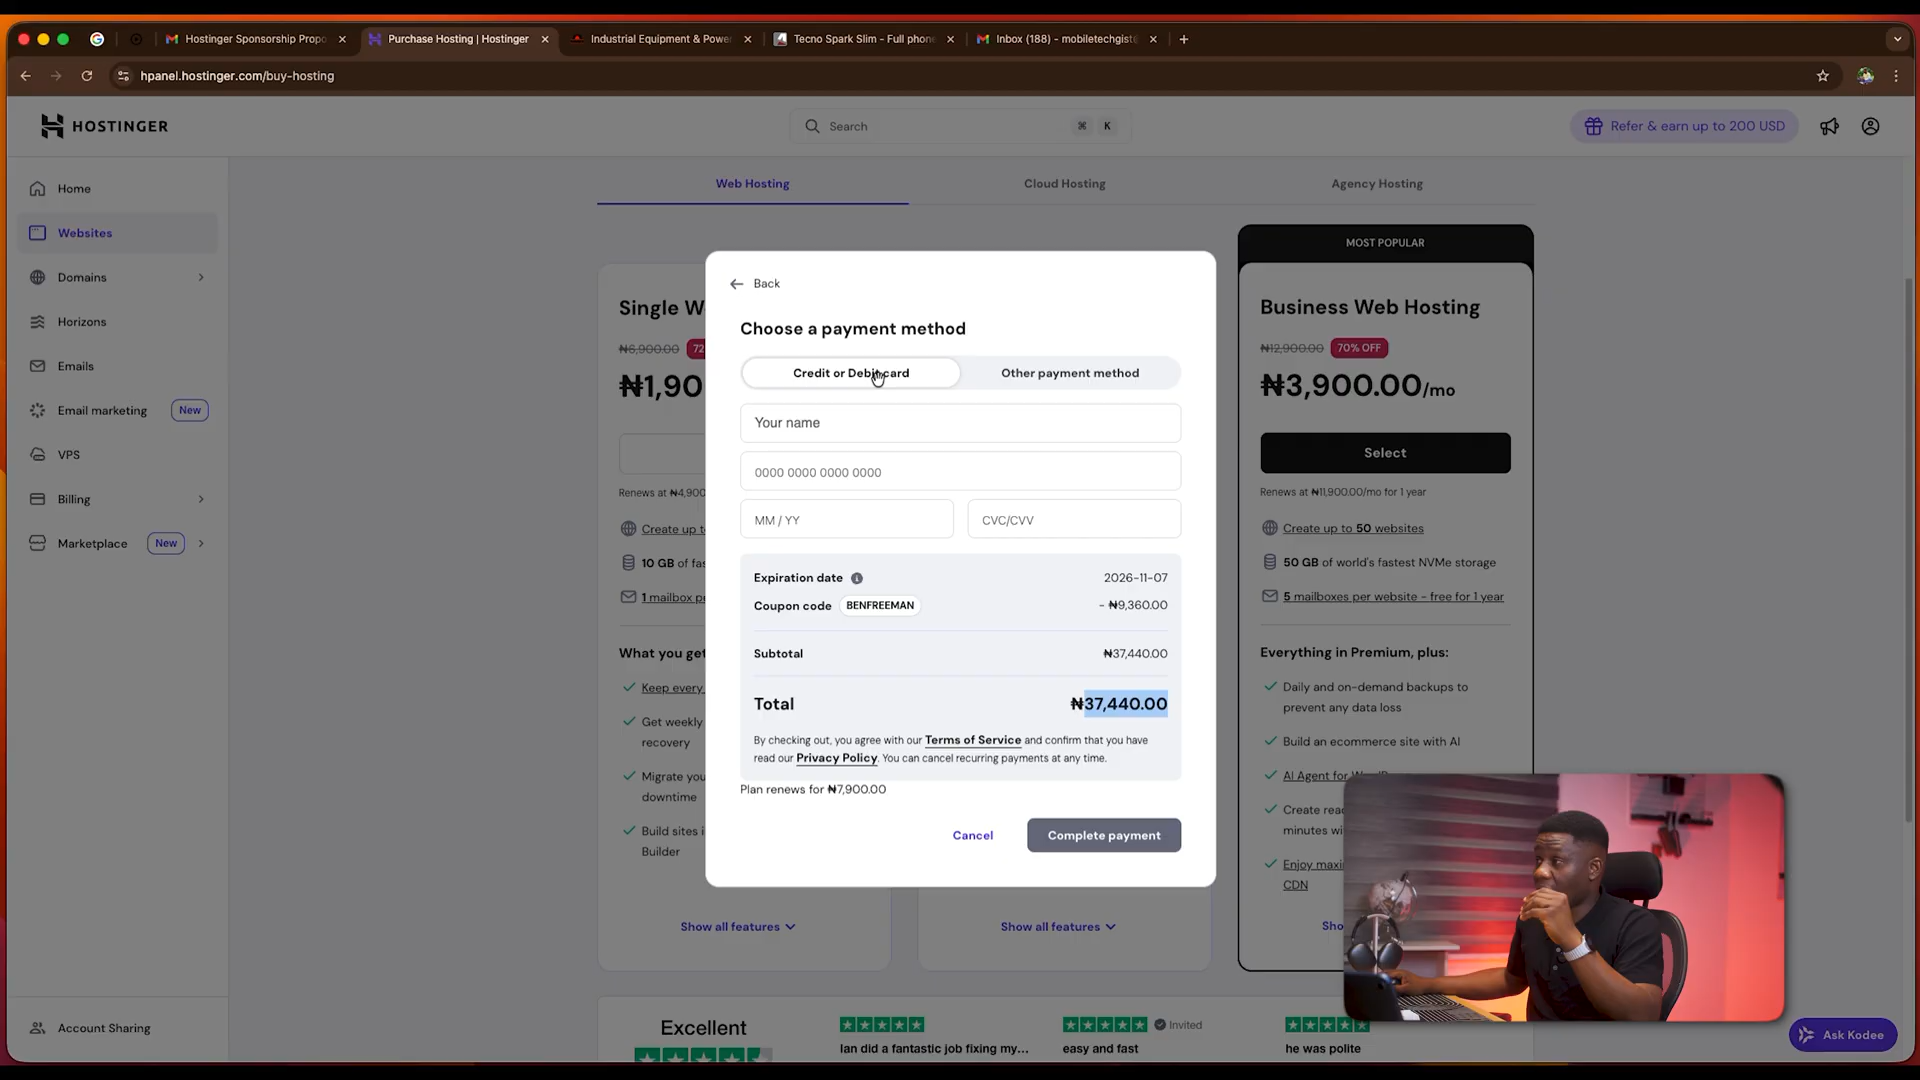 Hostinger Sponsorship Propo
Purchase Hosting | Hostinger
Industrial Equipment & Powe
Tecno Spark Slim - Full phone
Inbox (188) - mobiletechgist
hpanel.hostinger.com/buy-hosting
HOSTINGER
Search
⌘ K
Refer & earn up to 200 USD
Home
Websites
Domains
Horizons
Emails
Email marketing New
VPS
Billing
Marketplace New
Account Sharing
Web Hosting
Cloud Hosting
Agency Hosting
Single W
₦6,900.00 72
₦1,90
Renews at ₦4,900
Create up to
10 GB of fas
1 mailbox pe
What you get
Keep every
Get weekly
recovery
Migrate you
downtime
Build sites i
Builder
Show all features
Back
Choose a payment method
Credit or Debit card
Other payment method
Your name
0000 0000 0000 0000
MM / YY
CVC/CVV
Expiration date 2026-11-07
Coupon code BENFREEMAN - ₦9,360.00
Subtotal ₦37,440.00
Total ₦37,440.00
By checking out, you agree with our Terms of Service and confirm that you have
read our Privacy Policy. You can cancel recurring payments at any time.
Plan renews for ₦7,900.00
Cancel
Complete payment
Show all features
MOST POPULAR
Business Web Hosting
₦12,900.00 70% OFF
₦3,900.00/mo
Select
Renews at ₦11,900.00/mo for 1 year
Create up to 50 websites
50 GB of world's fastest NVMe storage
5 mailboxes per website - free for 1 year
Everything in Premium, plus:
Daily and on-demand backups to
prevent any data loss
Build an ecommerce site with AI
AI Agent for
Create rea
minutes wi
Enjoy maxi
CDN
Sho
Excellent
Invited
Ian did a fantastic job fixing my...
easy and fast
he was polite
Ask Kodee